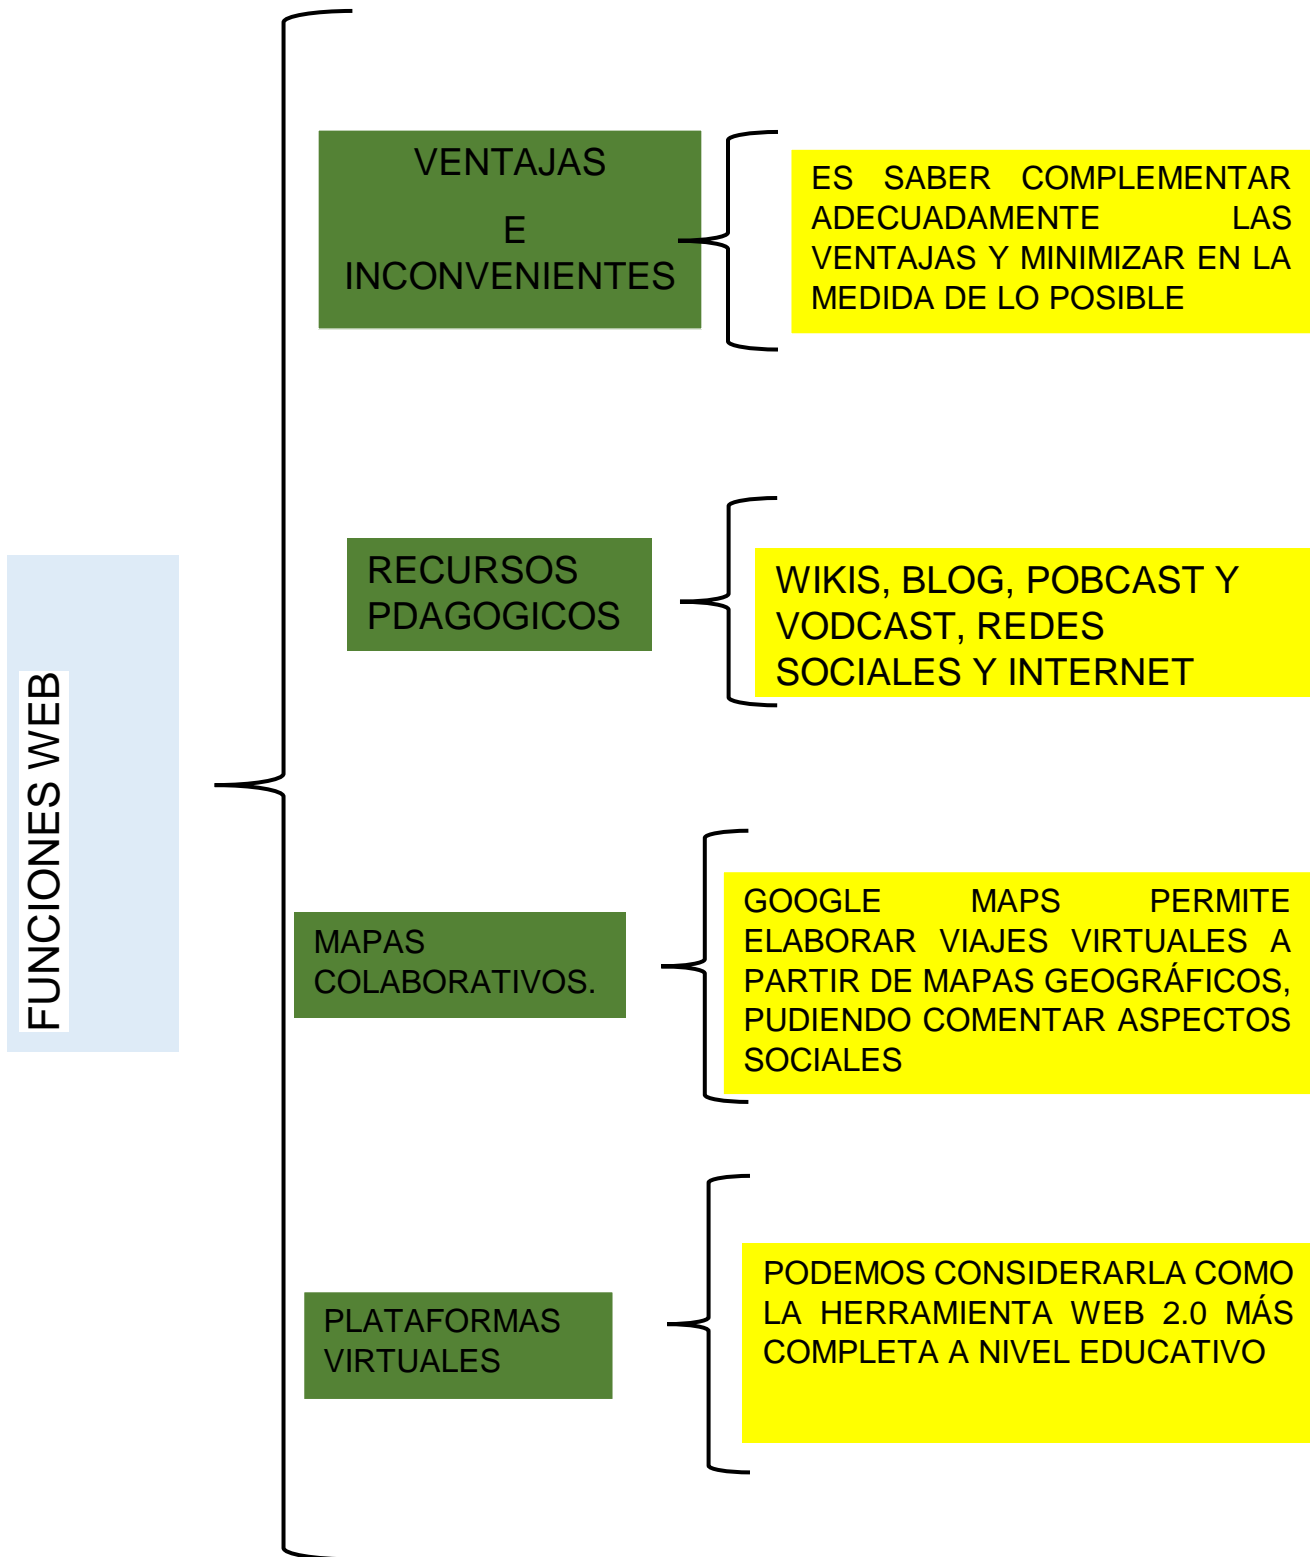 FUNCIONES WEB
VENTAJAS
E
INCONVENIENTES
ES SABER COMPLEMENTAR
ADECUADAMENTE LAS
VENTAJAS Y MINIMIZAR EN LA
MEDIDA DE LO POSIBLE
RECURSOS
PDAGOGICOS
WIKIS, BLOG, POBCAST Y
VODCAST, REDES
SOCIALES Y INTERNET
MAPAS
COLABORATIVOS.
GOOGLE MAPS PERMITE
ELABORAR VIAJES VIRTUALES A
PARTIR DE MAPAS GEOGRÁFICOS,
PUDIENDO COMENTAR ASPECTOS
SOCIALES
PLATAFORMAS
VIRTUALES
PODEMOS CONSIDERARLA COMO
LA HERRAMIENTA WEB 2.0 MÁS
COMPLETA A NIVEL EDUCATIVO